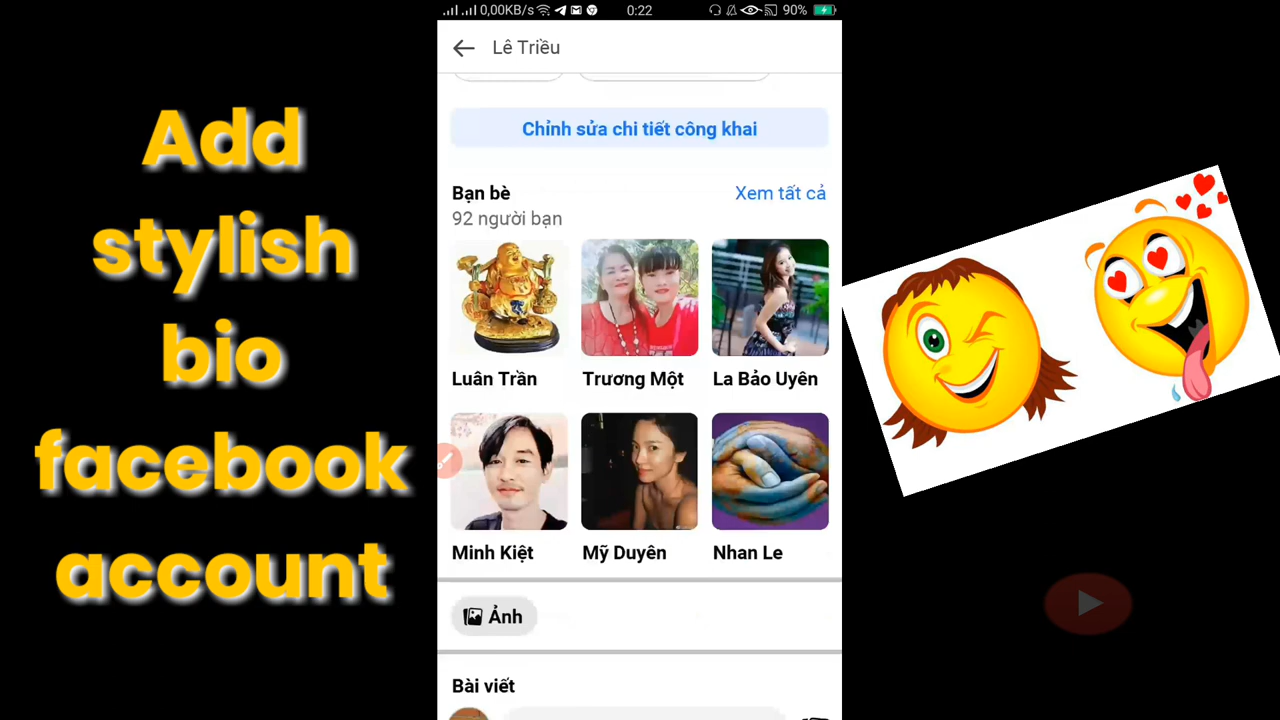 Add
stylish
bio
facebook
account
0,00KB/s
0:22
90%
Lê Triều
Chỉnh sửa chi tiết công khai
Bạn bè
Xem tất cả
92 người bạn
Luân Trần
Trương Một
La Bảo Uyên
Minh Kiệt
Mỹ Duyên
Nhan Le
Ảnh
Bài viết